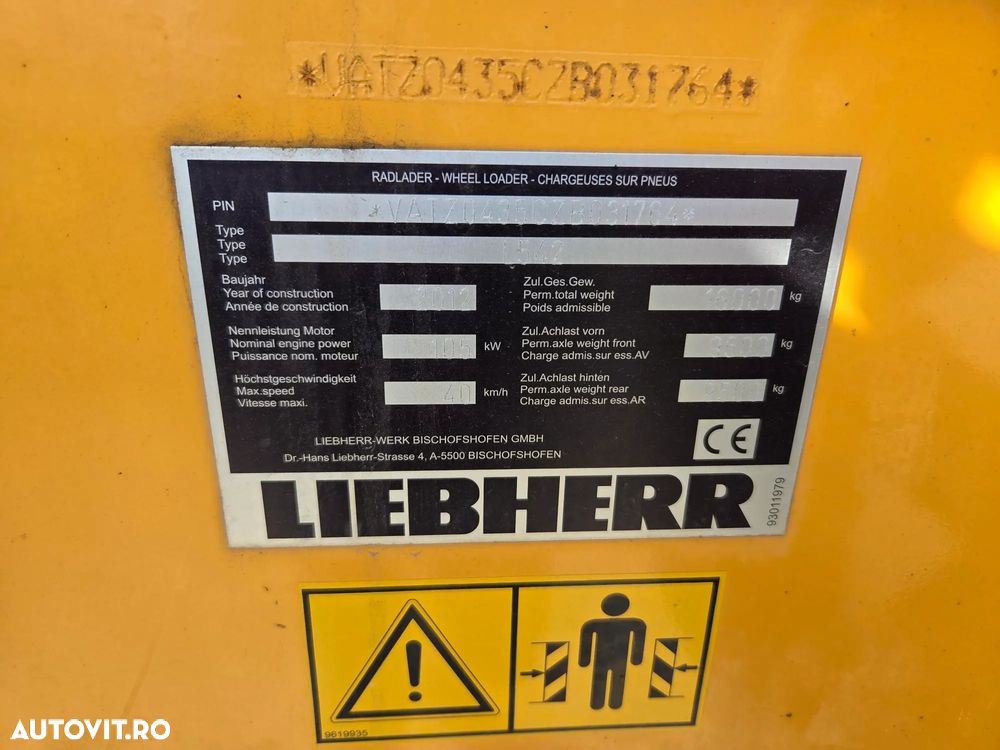 *VATZ0435CZB031764*
RADLADER - WHEEL LOADER - CHARGEUSES SUR PNEUS
PIN *VATZ0435CZB031764*
Type
Type L542
Type
Baujahr
Year of construction 2012
Année de construction
Zul.Ges.Gew.
Perm.total weight kg
Poids admissible
Nennleistung Motor
Nominal engine power 105 kW
Puissance nom. moteur
Zul.Achlast vorn
Perm.axle weight front kg
Charge admis.sur ess.AV
Höchstgeschwindigkeit
Max.speed 40 km/h
Vitesse maxi.
Zul.Achlast hinten
Perm.axle weight rear kg
Charge admis.sur ess.AR
CE
LIEBHERR-WERK BISCHOFSHOFEN GMBH
Dr.-Hans Liebherr-Strasse 4, A-5500 BISCHOFSHOFEN
LIEBHERR
93011979
9619935
AUTOVIT.RO